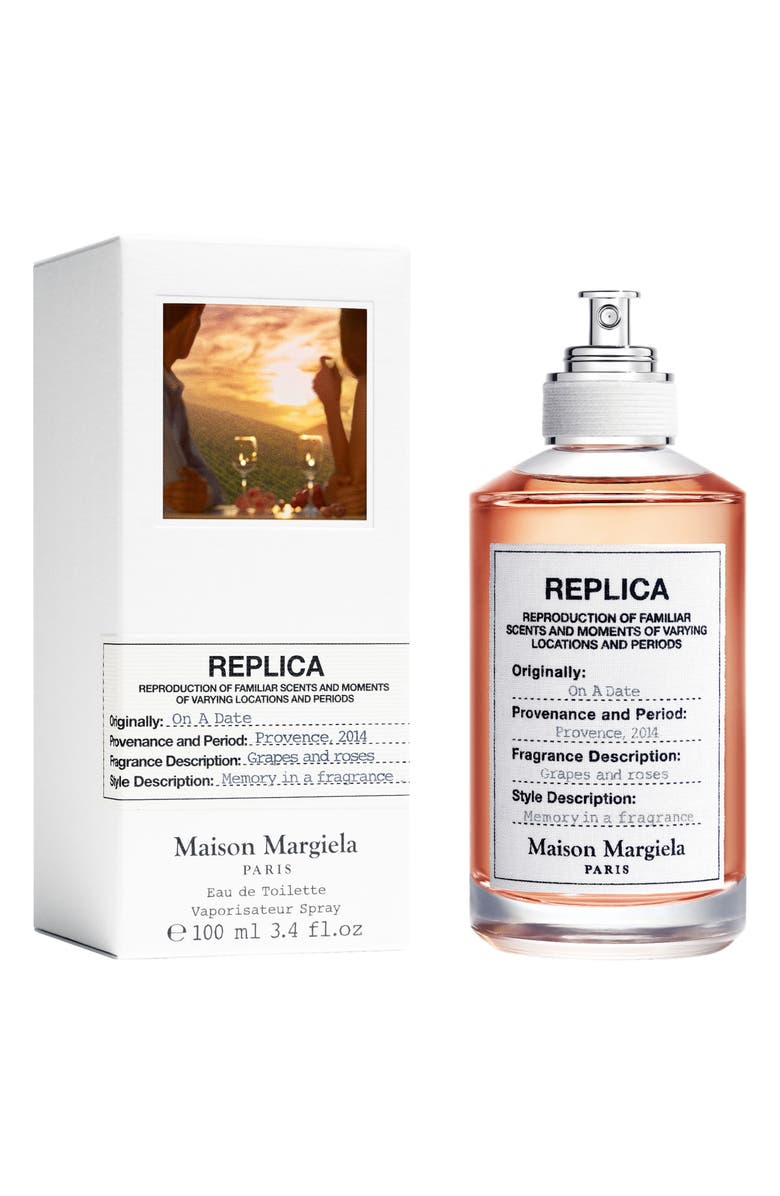 REPLICA
REPRODUCTION OF FAMILIAR SCENTS AND MOMENTS
OF VARYING LOCATIONS AND PERIODS
Originally: On A Date
Provenance and Period: Provence, 2014
Fragrance Description: Grapes and roses
Style Description: Memory in a fragrance
Maison Margiela
PARIS
Eau de Toilette
Vaporisateur Spray
℮ 100 ml 3.4 fl.oz
REPLICA
REPRODUCTION OF FAMILIAR
SCENTS AND MOMENTS OF VARYING
LOCATIONS AND PERIODS
Originally:
On A Date
Provenance and Period:
Provence, 2014
Fragrance Description:
Grapes and roses
Style Description:
Memory in a fragrance
Maison Margiela
PARIS